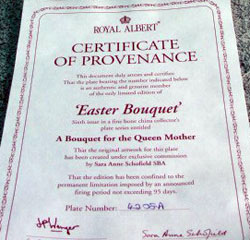 ROYAL ALBERT
CERTIFICATE
OF PROVENANCE
This document duly attests and certifies
That the plate bearing the number indicated below
is an authentic and genuine member
of the only limited edition of
'Easter Bouquet'
Sixth issue in a fine bone china collector's
plate series entitled
A Bouquet for the Queen Mother
That the original artwork for this plate
has been created under exclusive commission
by Sara Anne Schofield SBA
That the edition has been confined to the
permanent limitation imposed by an announced
firing period not exceeding 95 days.
Plate Number: 4205A
Sara Anne Schofield